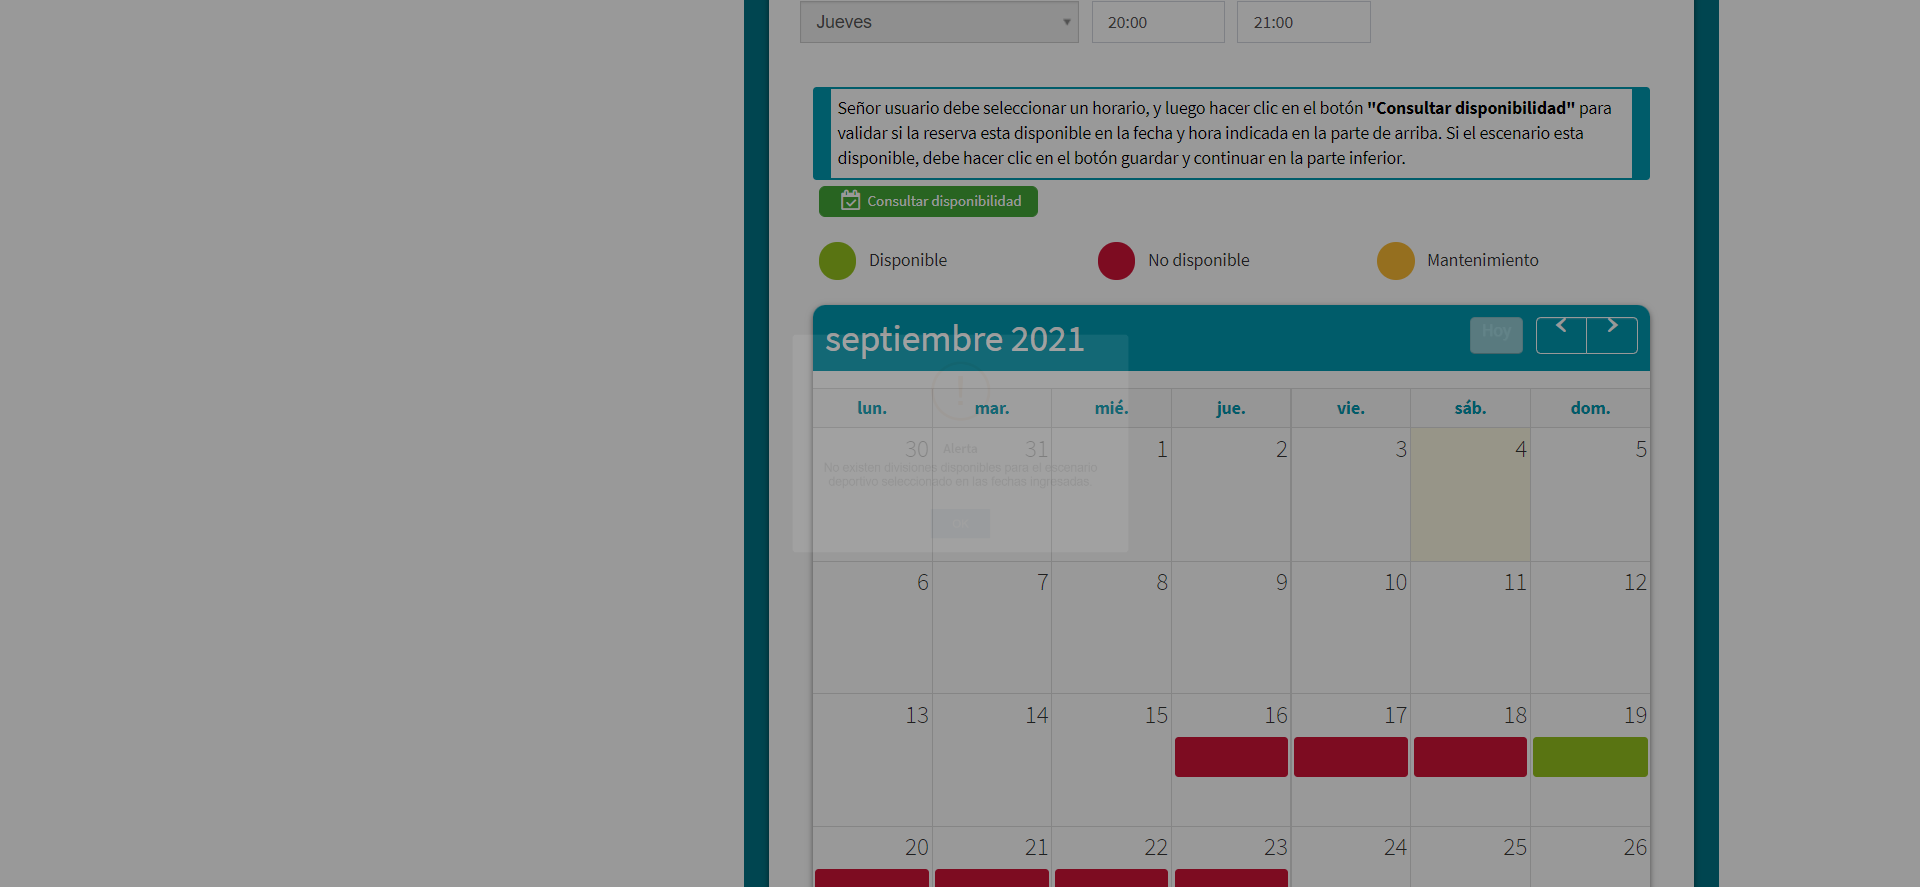 Jueves 20:00 21:00
Señor usuario debe seleccionar un horario, y luego hacer clic en el botón "Consultar disponibilidad" para
validar si la reserva esta disponible en la fecha y hora indicada en la parte de arriba. Si el escenario esta
disponible, debe hacer clic en el botón guardar y continuar en la parte inferior.
Consultar disponibilidad
Disponible No disponible Mantenimiento
septiembre 2021 Hoy
lun. mar. mié. jue. vie. sáb. dom.
30 31 1 2 3 4 5
Alerta
No existen divisiones disponibles para el escenario
deportivo seleccionado en las fechas ingresadas.
6 7 8 9 10 11 12
13 14 15 16 17 18 19
20 21 22 23 24 25 26